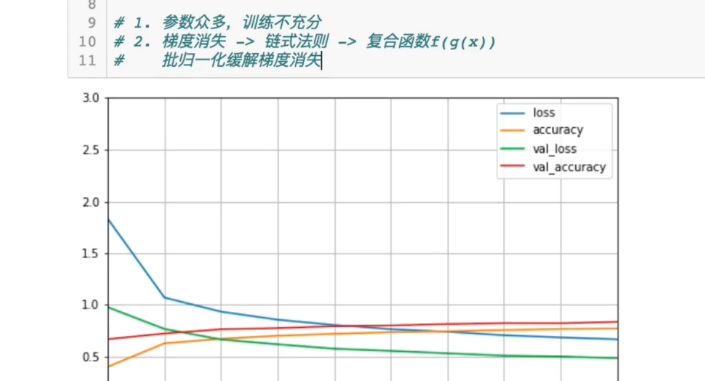 8
9 # 1. 参数众多, 训练不充分
10 # 2. 梯度消失 -> 链式法则 -> 复合函数f(g(x))
11 #    批归一化缓解梯度消失
3.0
loss
accuracy
val_loss
val_accuracy
2.5
2.0
1.5
1.0
0.5